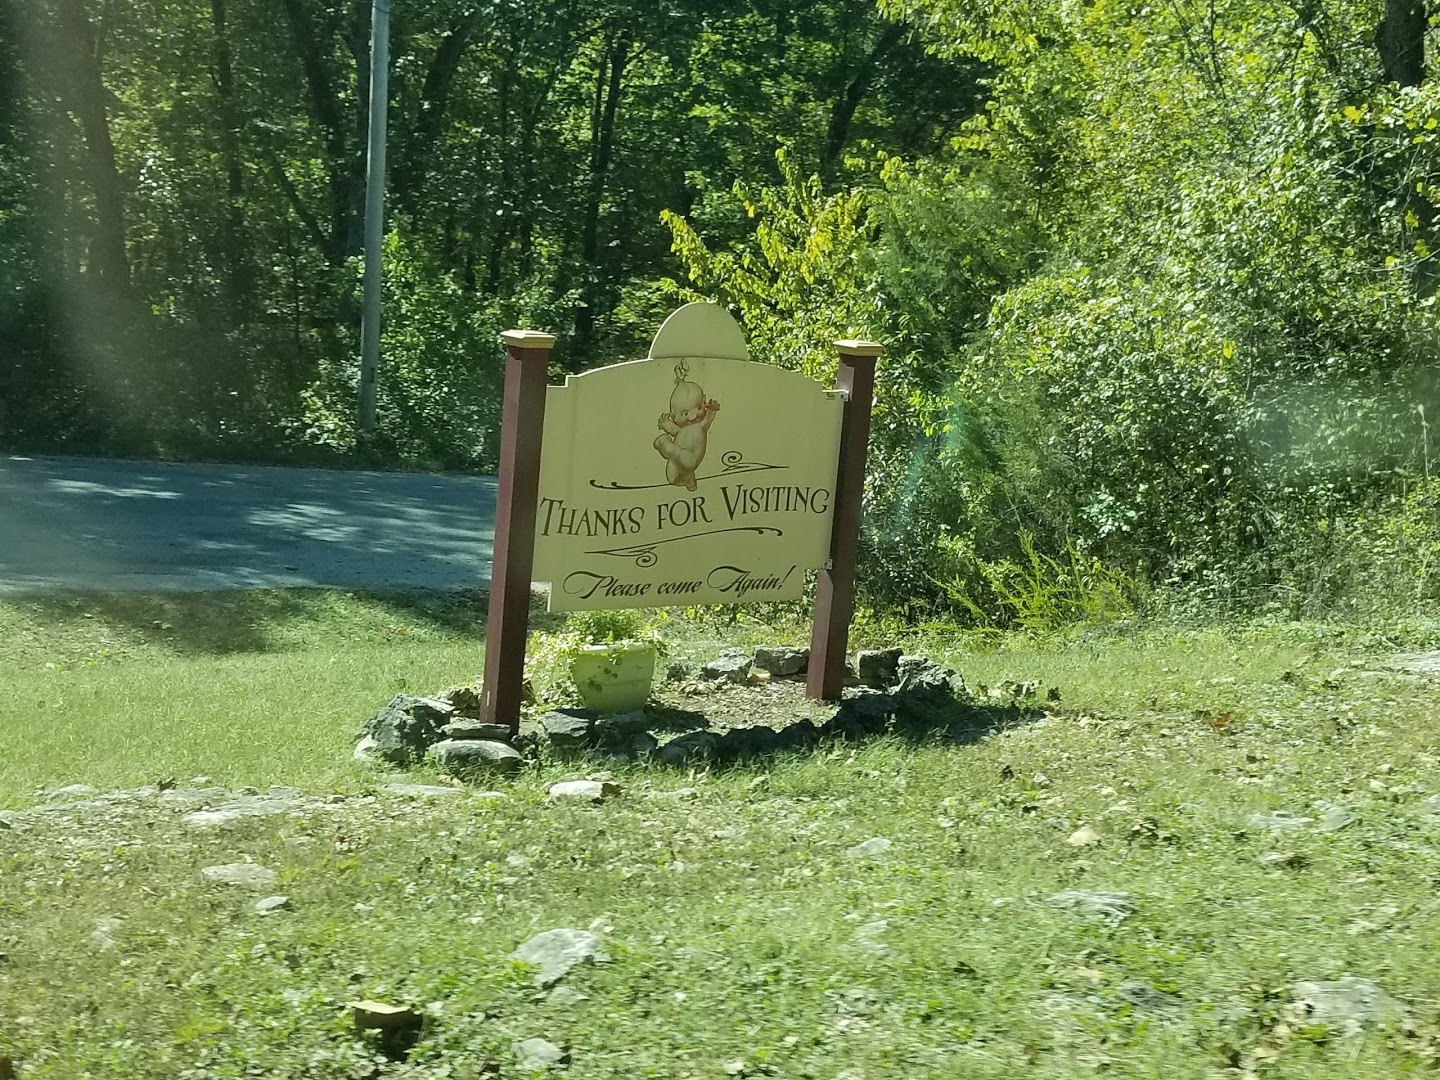 THANKS FOR VISITING
Please come Again!